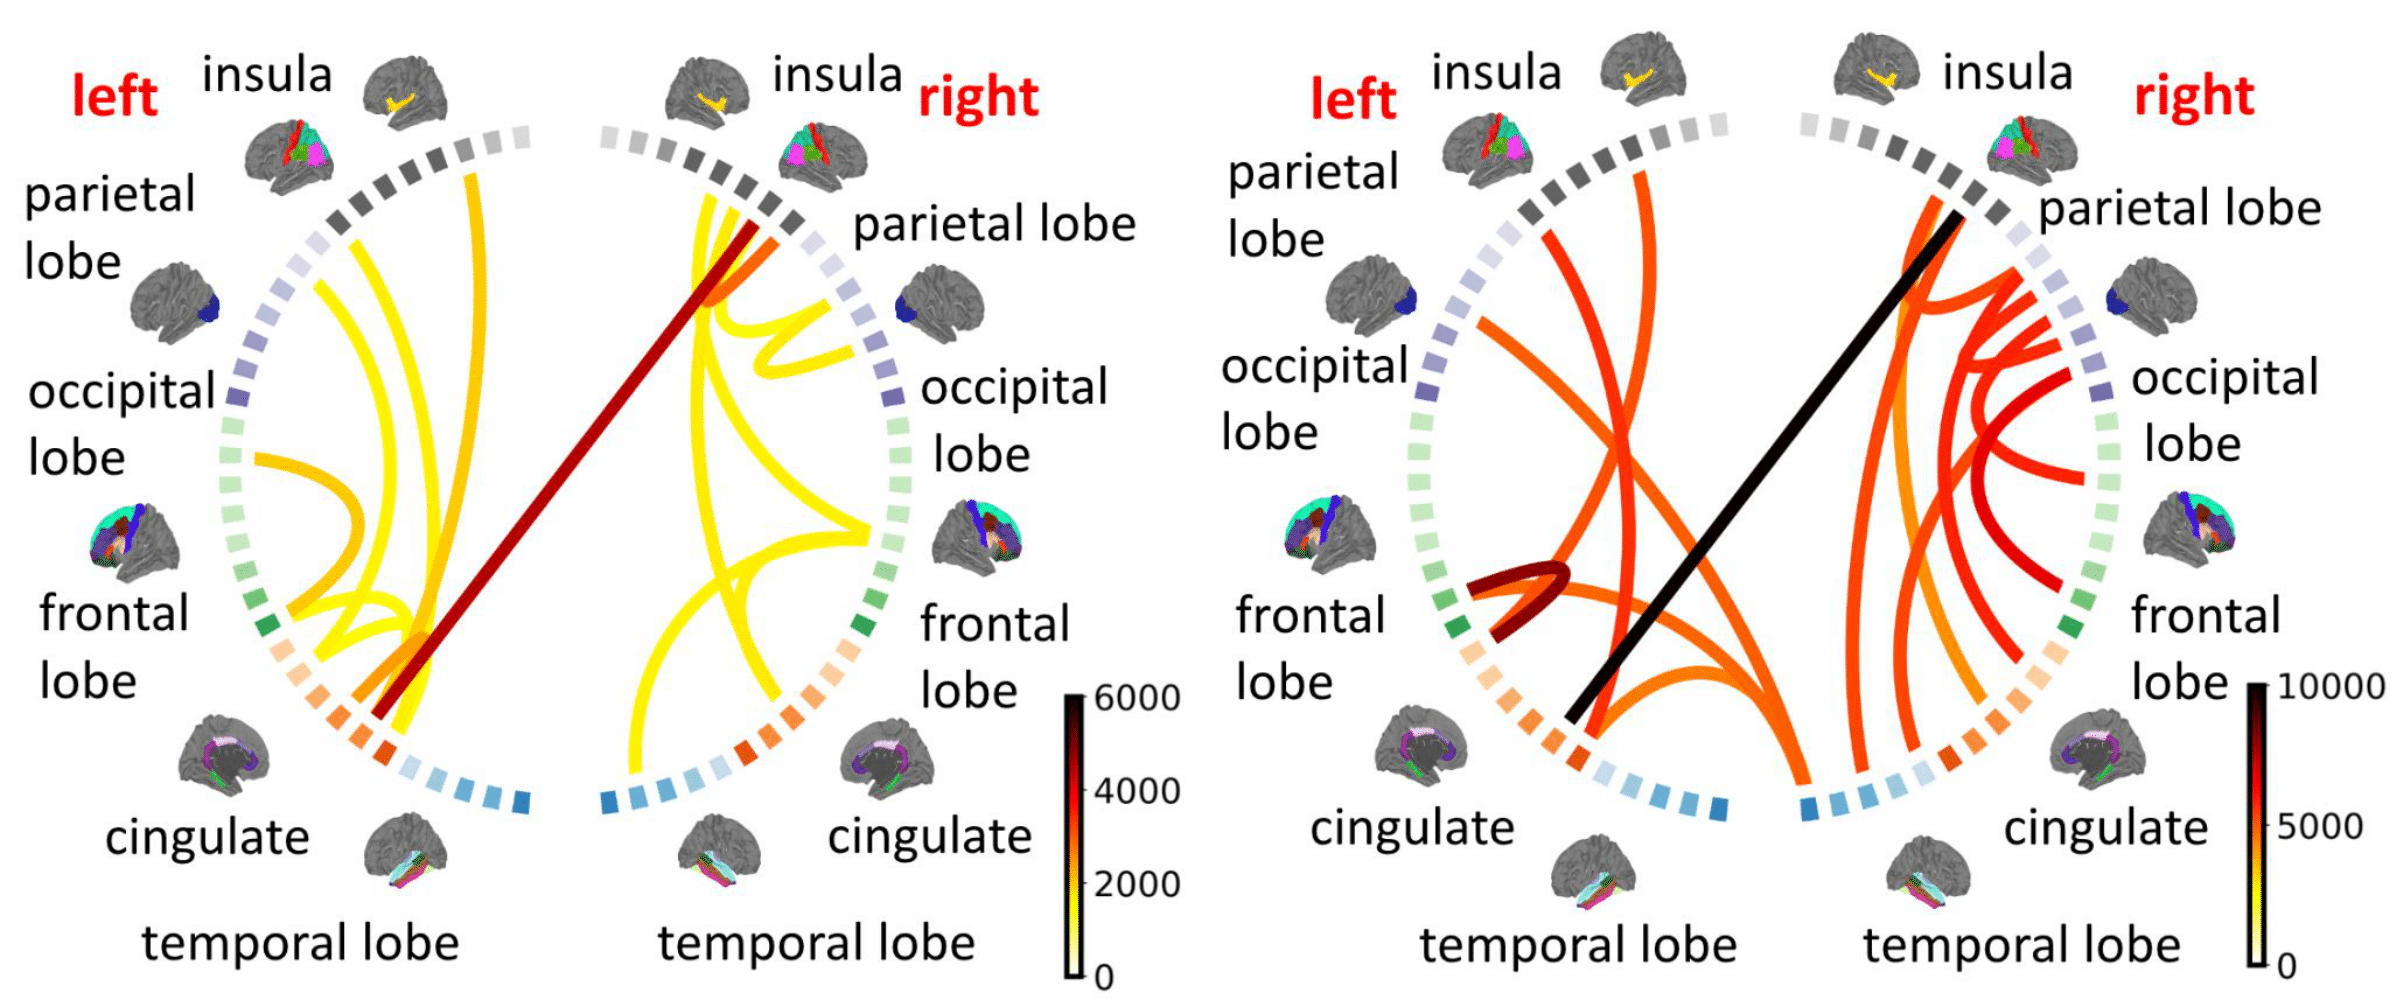 left
insula
insula
right
parietal
lobe
parietal lobe
occipital
lobe
occipital
lobe
frontal
lobe
frontal
lobe
cingulate
cingulate
temporal lobe
temporal lobe
6000
4000
2000
0
left
insula
insula
right
parietal
lobe
parietal lobe
occipital
lobe
occipital
lobe
frontal
lobe
frontal
lobe
cingulate
cingulate
temporal lobe
temporal lobe
10000
5000
0